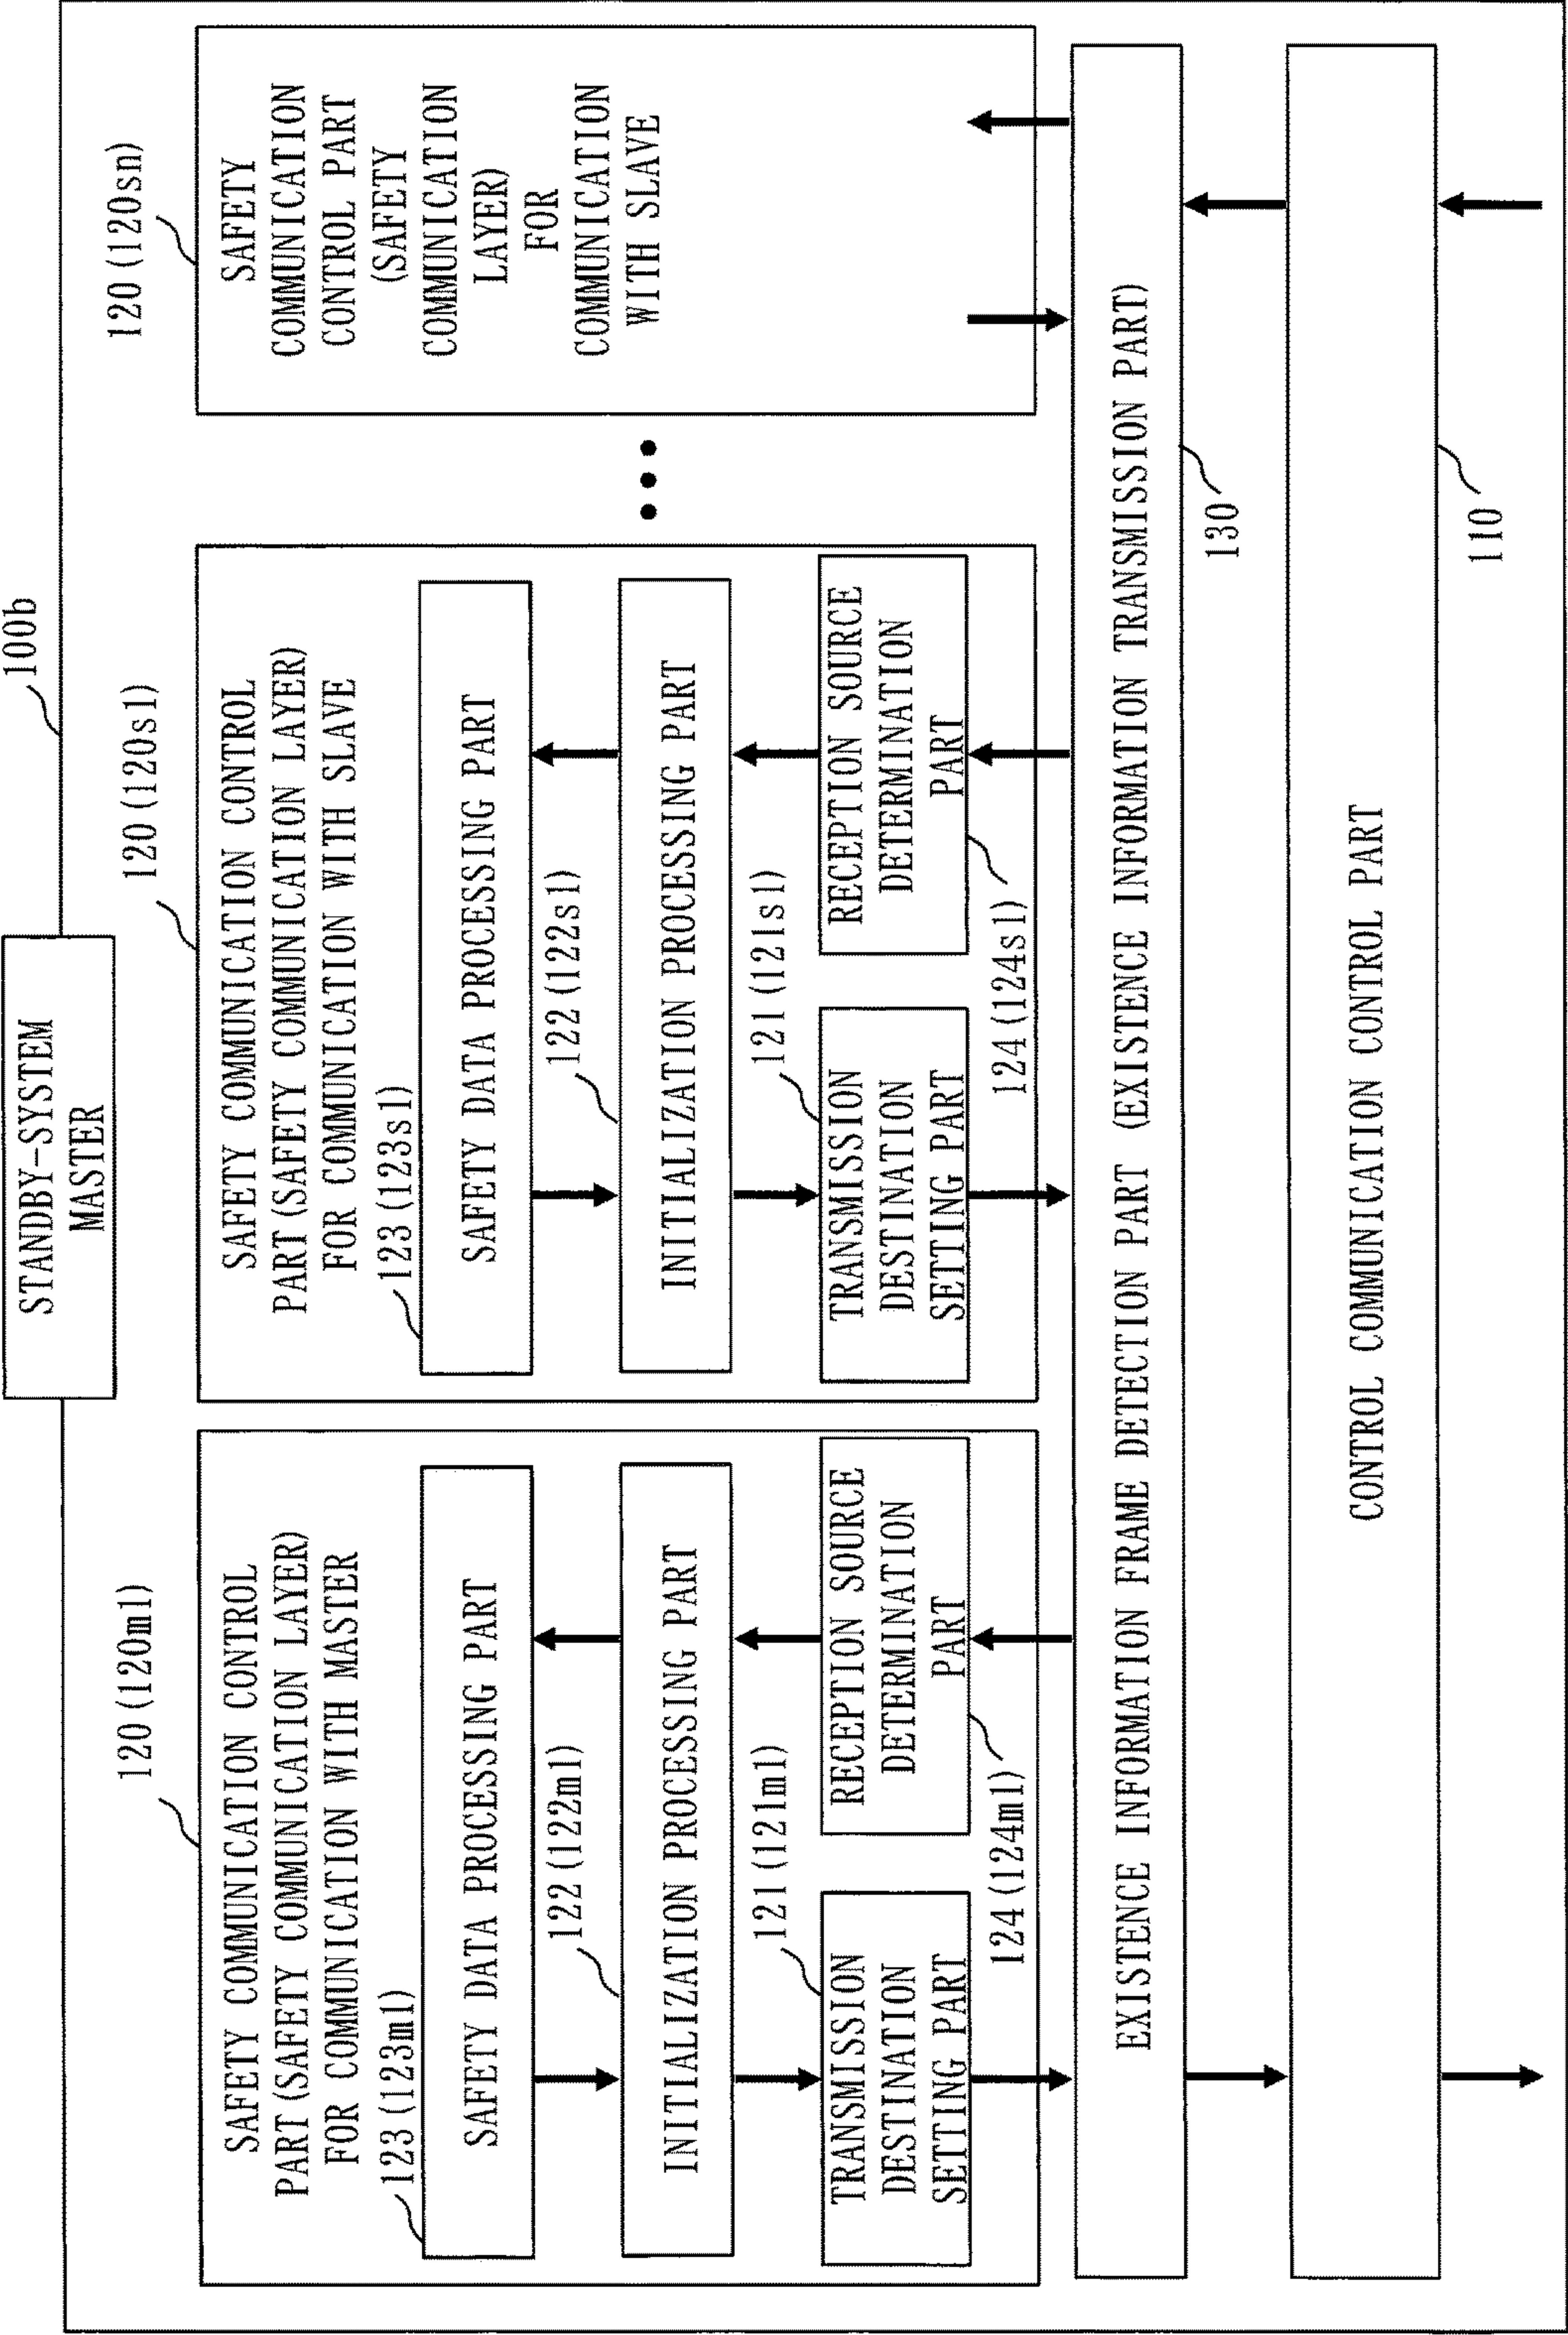 STANDBY-SYSTEM
MASTER
100b
120(120m1)
SAFETY COMMUNICATION CONTROL
PART(SAFETY COMMUNICATION LAYER)
FOR COMMUNICATION WITH MASTER
123(123m1)
SAFETY DATA PROCESSING PART
122(122m1)
INITIALIZATION PROCESSING PART
121(121m1)
TRANSMISSION
DESTINATION
SETTING PART
RECEPTION SOURCE
DETERMINATION
PART
124(124m1)
120(120s1)
SAFETY COMMUNICATION CONTROL
PART(SAFETY COMMUNICATION LAYER)
FOR COMMUNICATION WITH SLAVE
123(123s1)
SAFETY DATA PROCESSING PART
122(122s1)
INITIALIZATION PROCESSING PART
121(121s1)
TRANSMISSION
DESTINATION
SETTING PART
RECEPTION SOURCE
DETERMINATION
PART
124(124s1)
120(120sn)
SAFETY
COMMUNICATION
CONTROL PART
(SAFETY
COMMUNICATION
LAYER)
FOR
COMMUNICATION
WITH SLAVE
EXISTENCE INFORMATION FRAME DETECTION PART (EXISTENCE INFORMATION TRANSMISSION PART)
130
CONTROL COMMUNICATION CONTROL PART
110